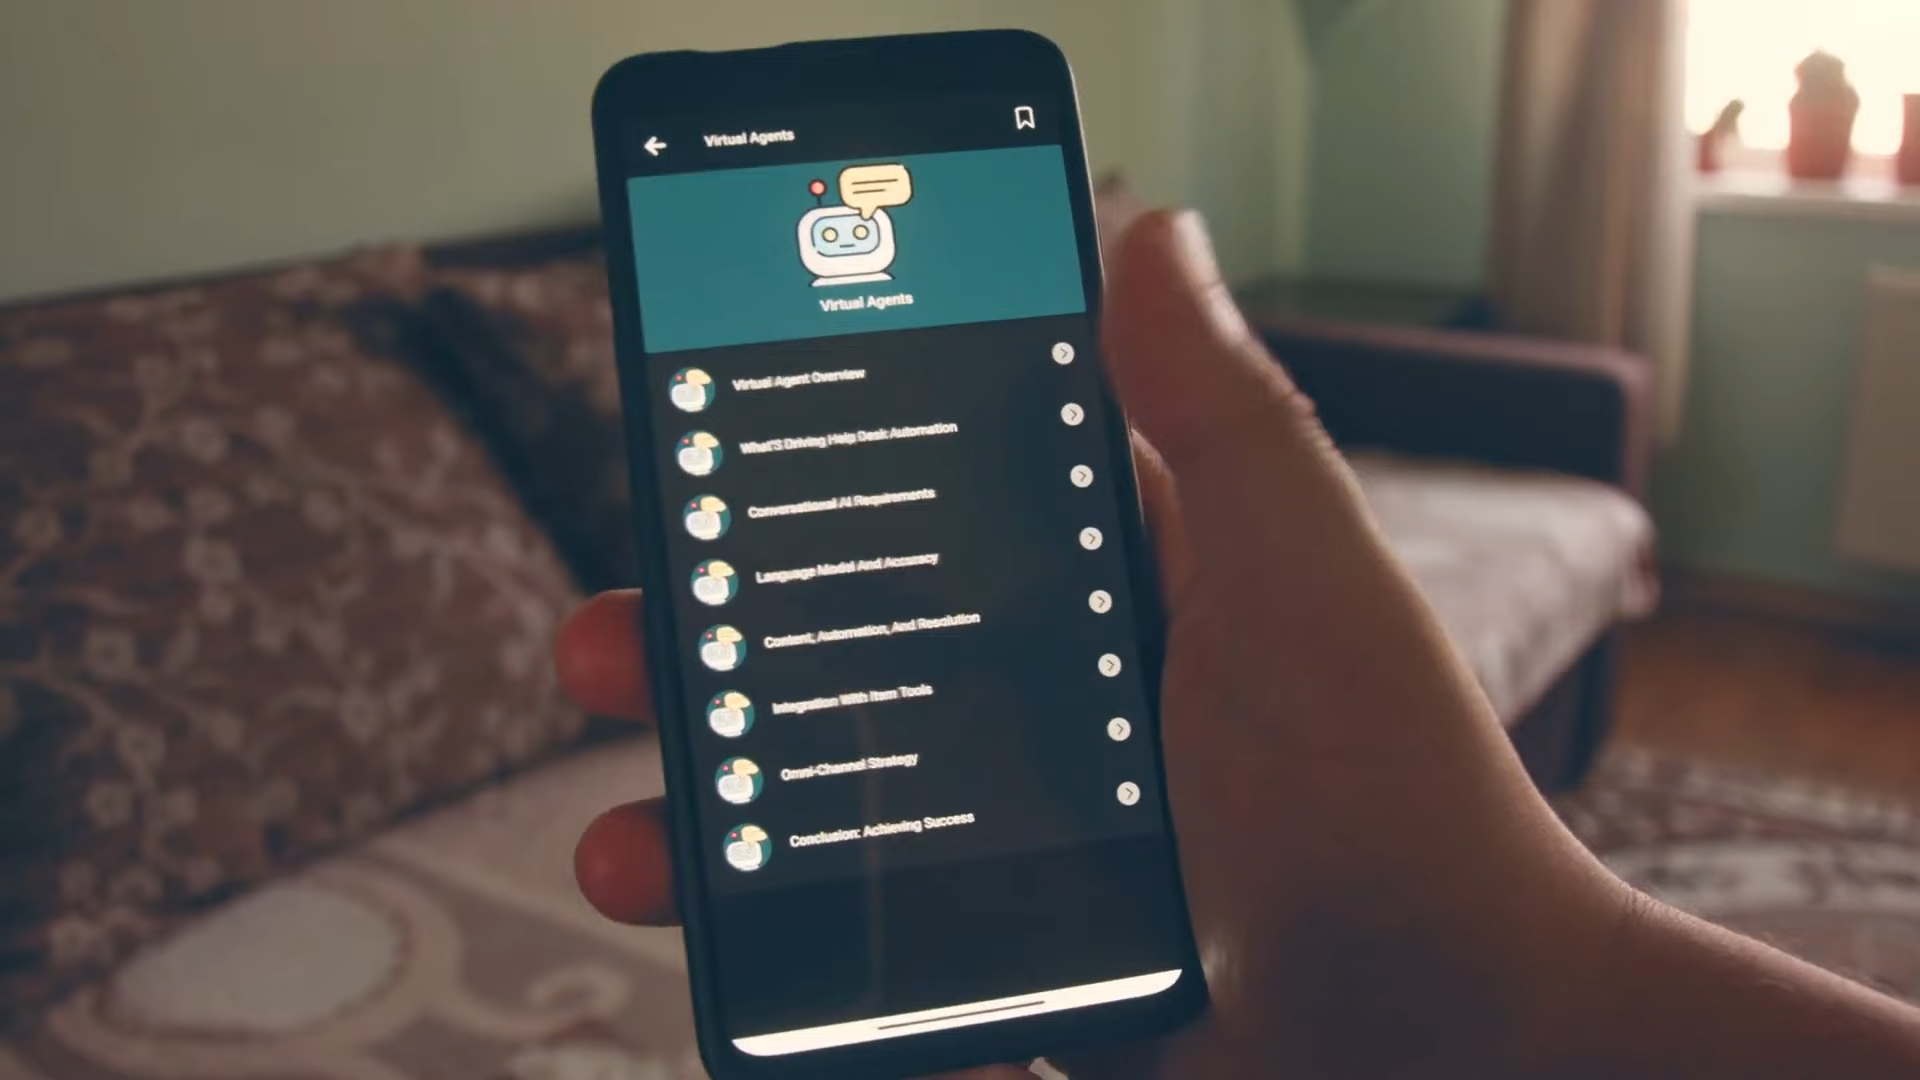 Virtual Agents
Virtual Agents
Virtual Agent Overview
What'S Driving Help Desk Automation
Conversational AI Requirements
Language Model And Accuracy
Content, Automation, And Resolution
Integration With Itsm Tools
Omni-Channel Strategy
Conclusion: Achieving Success